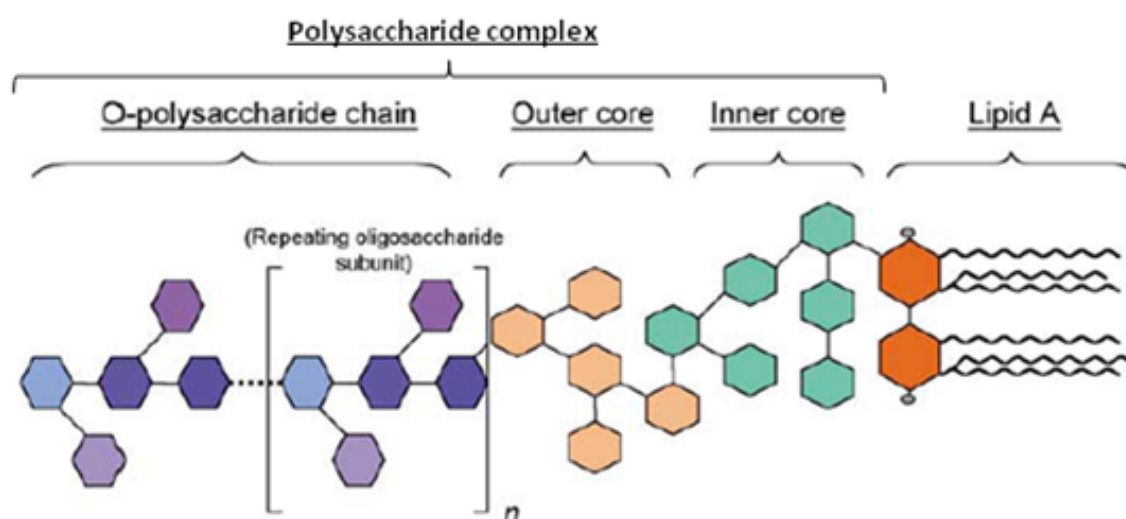 Polysaccharide complex
O-polysaccharide chain
Outer core
Inner core
Lipid A
(Repeating oligosaccharide
subunit)
n